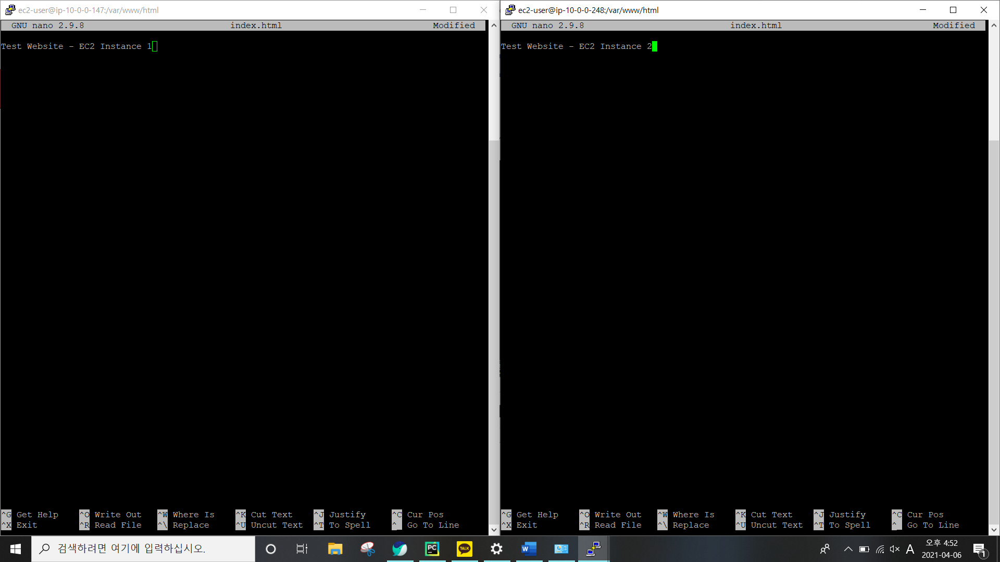 ec2-user@ip-10-0-0-147:/var/www/html
GNU nano 2.9.8 index.html Modified
Test Website - EC2 Instance 1
^G Get Help ^O Write Out ^W Where Is ^K Cut Text ^J Justify ^C Cur Pos
^X Exit ^R Read File ^\ Replace ^U Uncut Text ^T To Spell ^_ Go To Line
ec2-user@ip-10-0-0-248:/var/www/html
GNU nano 2.9.8 index.html Modified
Test Website - EC2 Instance 2
^G Get Help ^O Write Out ^W Where Is ^K Cut Text ^J Justify ^C Cur Pos
^X Exit ^R Read File ^\ Replace ^U Uncut Text ^T To Spell ^_ Go To Line
검색하려면 여기에 입력하십시오.
PC
TALK
W
A
오후 4:52
2021-04-06
1